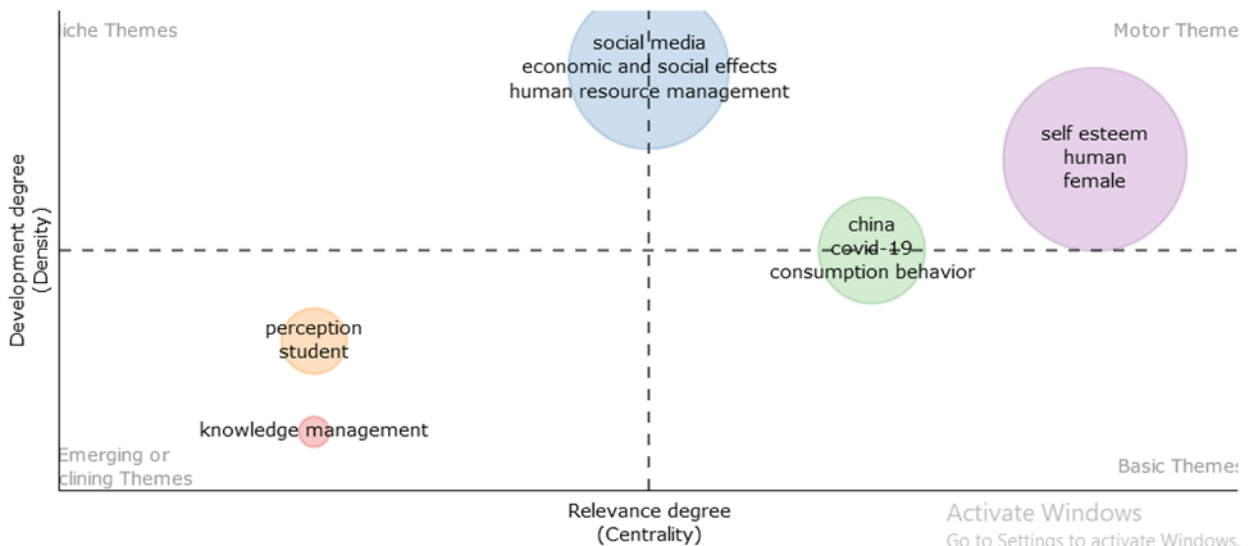 iche Themes
Motor Theme
social media
economic and social effects
human resource management
self esteem
human
female
china
covid-19
consumption behavior
Development degree
(Density)
perception
student
knowledge management
Emerging or
clining Themes
Basic Themes
Relevance degree
(Centrality)
Activate Windows
Go to Settings to activate Windows.